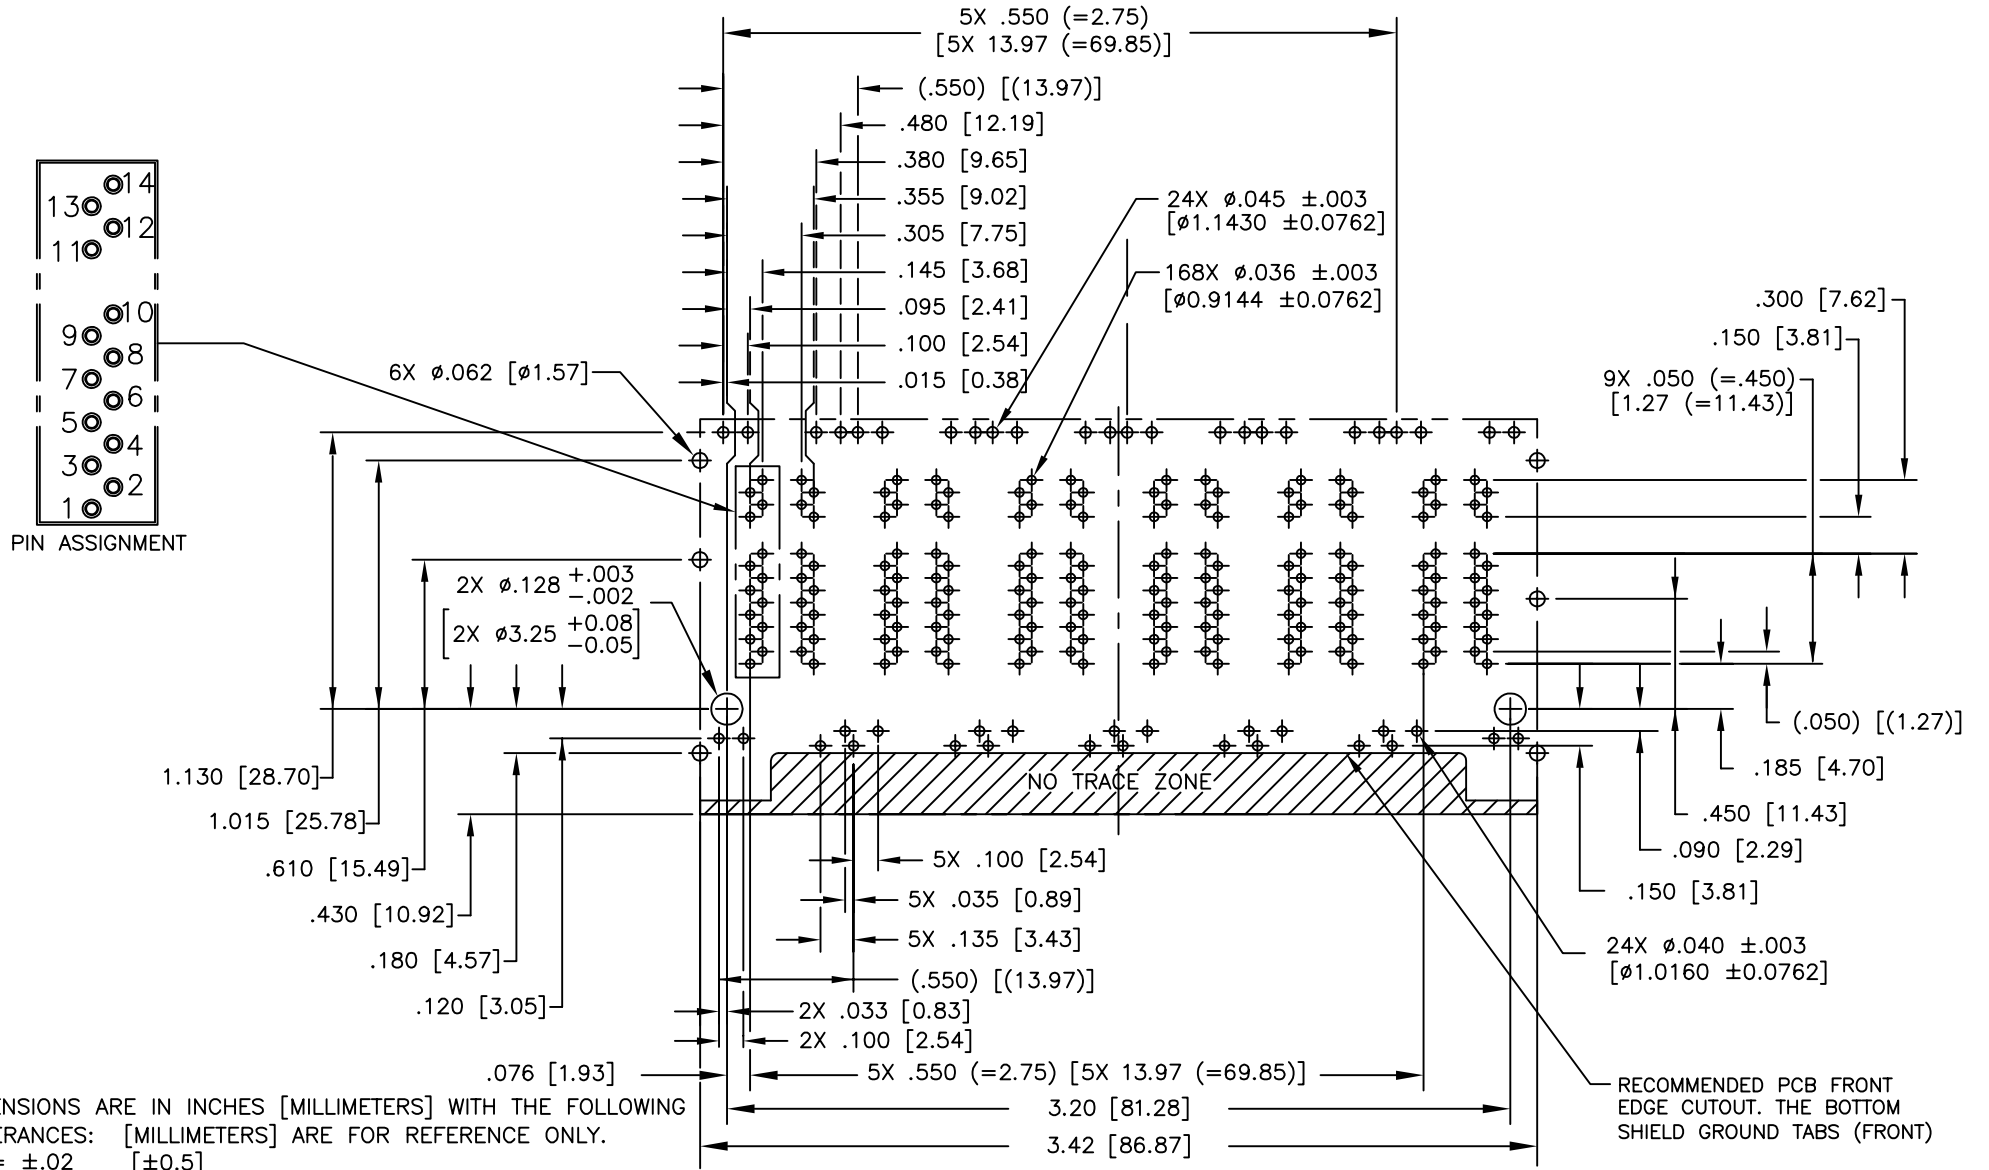 5X .550 (=2.75)
[5X 13.97 (=69.85)]
(.550) [(13.97)]
.480 [12.19]
.380 [9.65]
.355 [9.02]
.305 [7.75]
.145 [3.68]
.095 [2.41]
.100 [2.54]
.015 [0.38]
24X ø.045 ±.003
[ø1.1430 ±0.0762]
168X ø.036 ±.003
[ø0.9144 ±0.0762]
.300 [7.62]
.150 [3.81]
9X .050 (=.450)
[1.27 (=11.43)]
14
13
12
11
10
9
8
7
6
5
4
3
2
1
PIN ASSIGNMENT
6X ø.062 [ø1.57]
2X ø.128 +.003 -.002
[2X ø3.25 +0.08 -0.05]
1.130 [28.70]
1.015 [25.78]
.610 [15.49]
.430 [10.92]
.180 [4.57]
.120 [3.05]
NO TRACE ZONE
(.050) [(1.27)]
.185 [4.70]
.450 [11.43]
.090 [2.29]
.150 [3.81]
24X ø.040 ±.003
[ø1.0160 ±0.0762]
5X .100 [2.54]
5X .035 [0.89]
5X .135 [3.43]
(.550) [(13.97)]
2X .033 [0.83]
2X .100 [2.54]
.076 [1.93]
5X .550 (=2.75) [5X 13.97 (=69.85)]
3.20 [81.28]
3.42 [86.87]
RECOMMENDED PCB FRONT
EDGE CUTOUT. THE BOTTOM
SHIELD GROUND TABS (FRONT)
ENSIONS ARE IN INCHES [MILLIMETERS] WITH THE FOLLOWING
ERANCES: [MILLIMETERS] ARE FOR REFERENCE ONLY.
= ±.02 [±0.5]